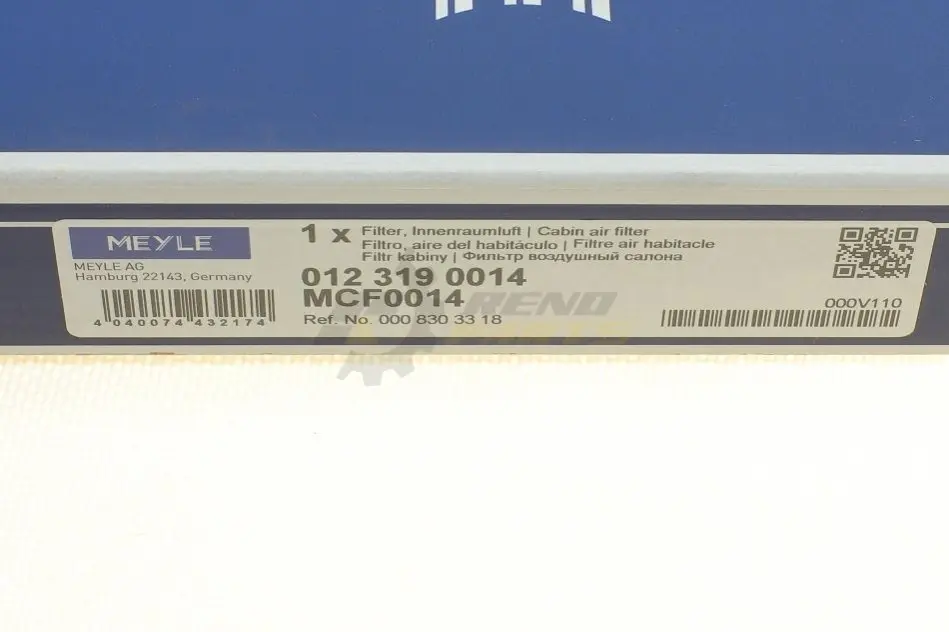 MEYLE
MEYLE AG
Hamburg 22143, Germany
4 040074 432174
1 x Filter, Innenraumluft | Cabin air filter
Filtro, aire del habitáculo | Filtre air habitacle
Filtr kabiny | Фильтр воздушный салона
012 319 0014
MCF0014
Ref. No. 000 830 33 18
000V110
REND
PARTS